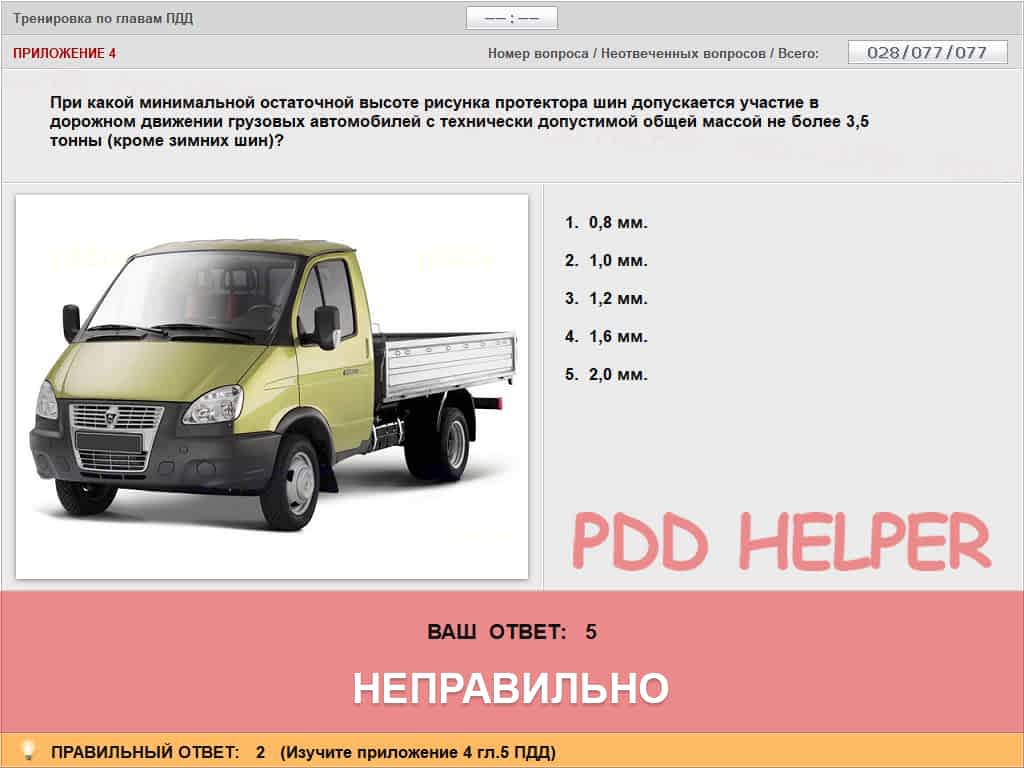 Тренировка по главам ПДД
—— : ——
ПРИЛОЖЕНИЕ 4
Номер вопроса / Неотвеченных вопросов / Всего:
028/077/077
При какой минимальной остаточной высоте рисунка протектора шин допускается участие в
дорожном движении грузовых автомобилей с технически допустимой общей массой не более 3,5
тонны (кроме зимних шин)?
1. 0,8 мм.
2. 1,0 мм.
3. 1,2 мм.
4. 1,6 мм.
5. 2,0 мм.
PDD HELPER
ВАШ ОТВЕТ: 5
НЕПРАВИЛЬНО
ПРАВИЛЬНЫЙ ОТВЕТ: 2 (Изучите приложение 4 гл.5 ПДД)